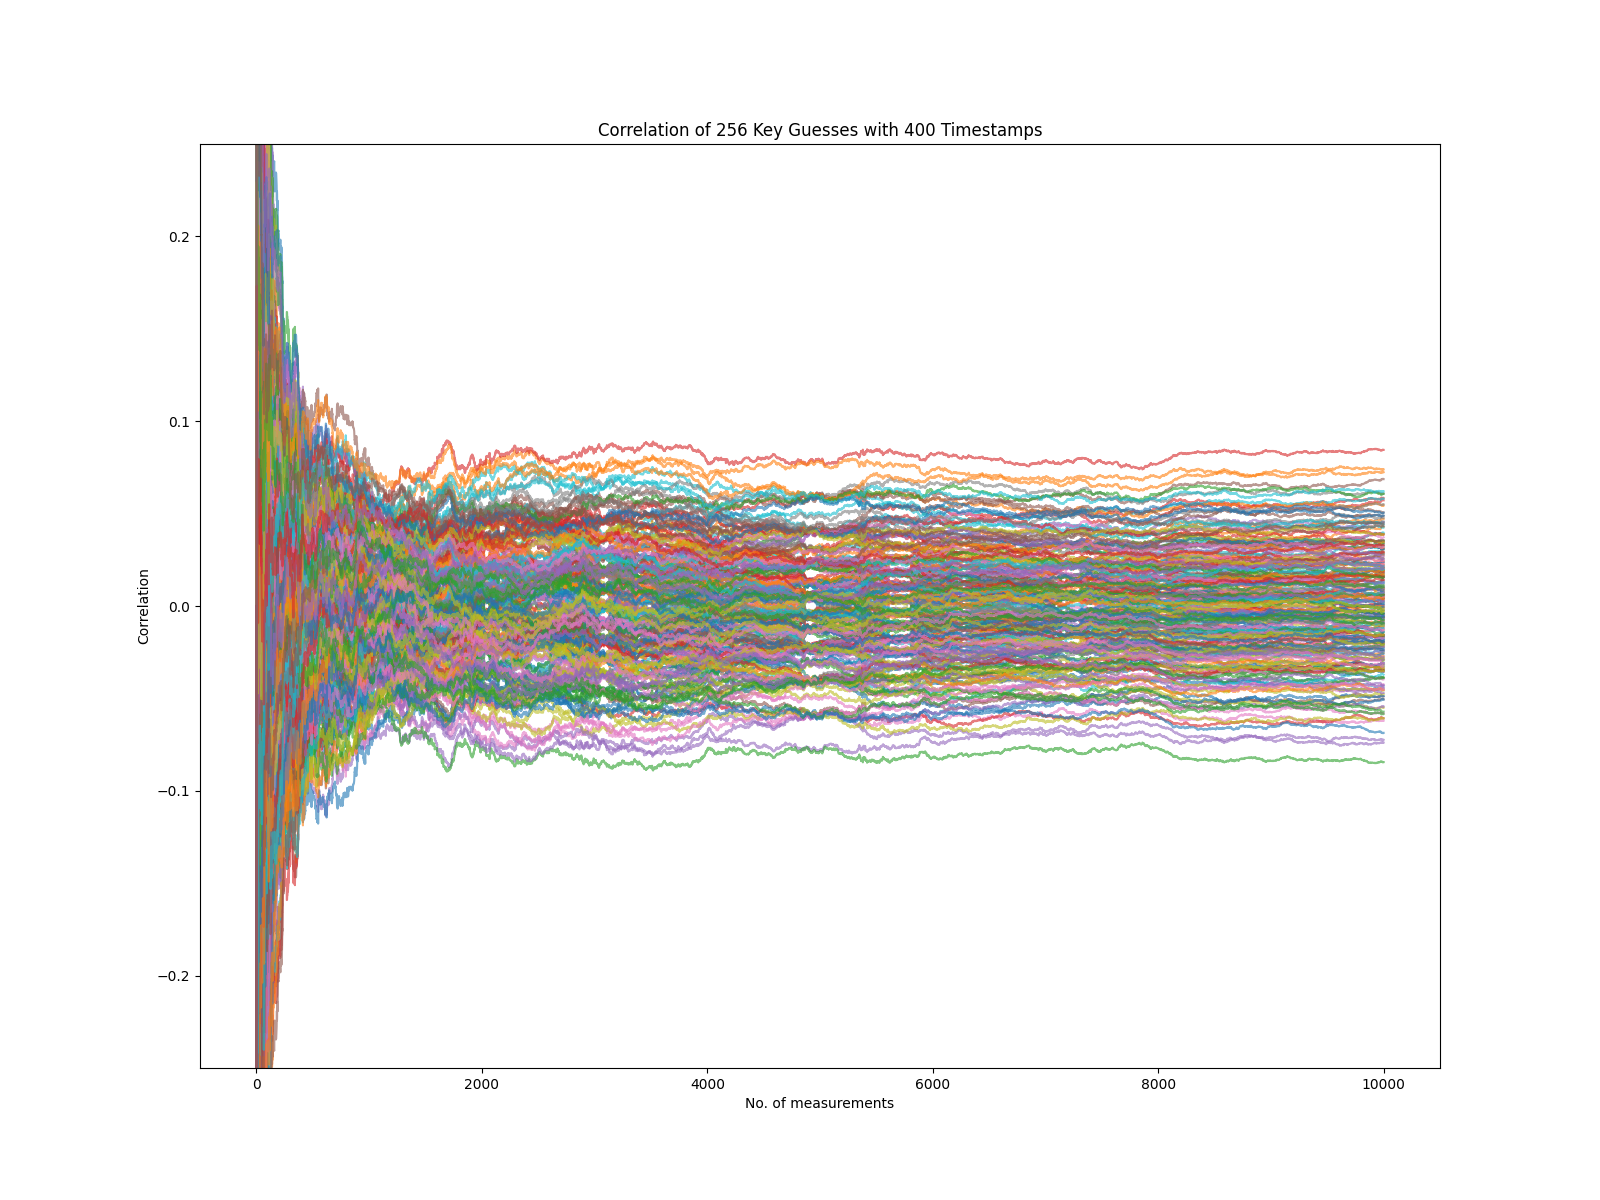 Correlation of 256 Key Guesses with 400 Timestamps
0.2
0.1
0.0
−0.1
−0.2
Correlation
0 2000 4000 6000 8000 10000
No. of measurements